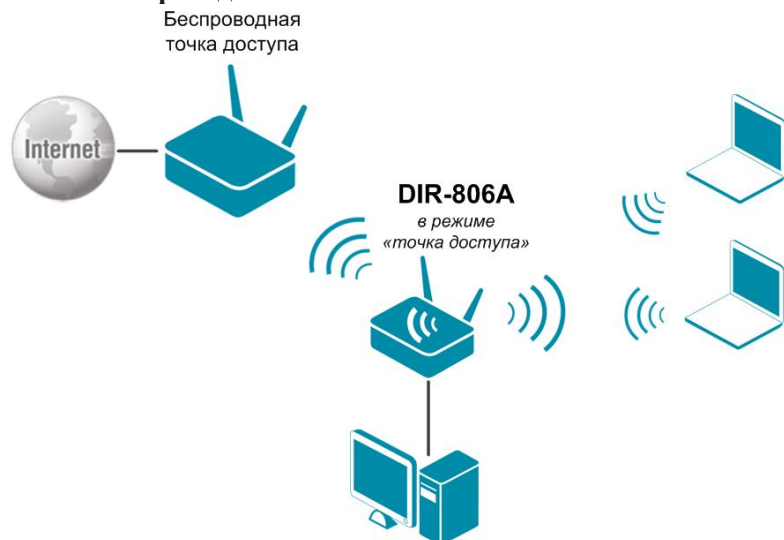 Беспроводная
точка доступа
Internet
DIR-806A
в режиме
«точка доступа»